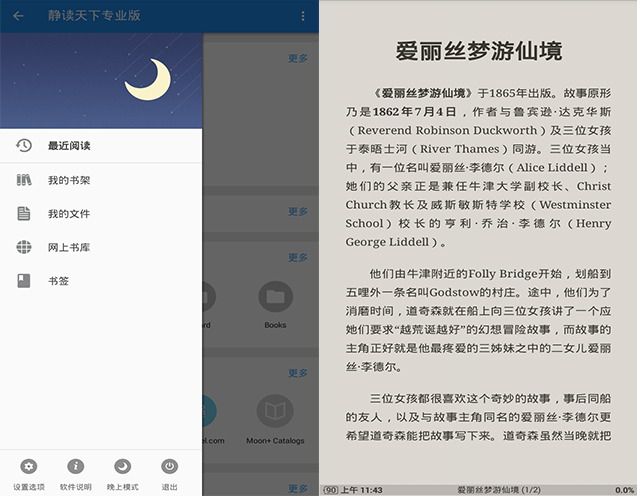 静读天下专业版
更多
最近阅读
我的书架
我的文件
更多
网上书库
更多
书签
rd
Books
更多
el.com
Moon+ Catalogs
设置选项
软件说明
晚上模式
退出
爱丽丝梦游仙境
《爱丽丝梦游仙境》于1865年出版。故事原形
乃是1862年7月4日，作者与鲁宾逊·达克华斯
（Reverend Robinson Duckworth）及三位女孩
于泰晤士河（River Thames）同游。三位女孩当
中，有一位名叫爱丽丝·李德尔（Alice Liddell）；
她们的父亲正是兼任牛津大学副校长、Christ
Church教长及威斯敏斯特学校（Westminster
School）校长的亨利·乔治·李德尔（Henry
George Liddell）。
他们由牛津附近的Folly Bridge开始，划船到
五哩外一条名叫Godstow的村庄。途中，他们为了
消磨时间，道奇森就在船上向三位女孩讲了一个应
她们要求“越荒诞越好”的幻想冒险故事，而故事的
主角正好就是他最疼爱的三姊妹之中的二女儿爱丽
丝·李德尔。
三位女孩都很喜欢这个奇妙的故事，事后同船
的友人，以及与故事主角同名的爱丽丝·李德尔更
希望道奇森能把故事写下来。道奇森虽然当晚就把
90 上午 11:43
爱丽丝梦游仙境 (1/2)
0.0%